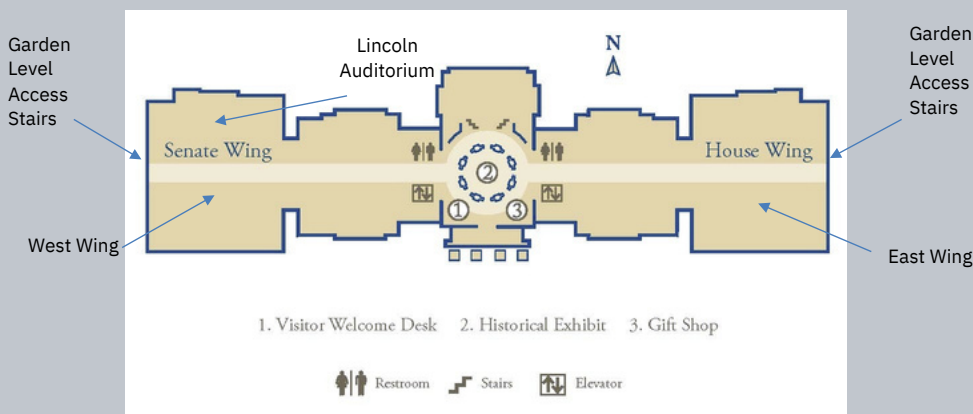 Garden
Level
Access
Stairs
Lincoln
Auditorium
N
Garden
Level
Access
Stairs
Senate Wing
House Wing
2
1
3
West Wing
East Wing
1. Visitor Welcome Desk 2. Historical Exhibit 3. Gift Shop
Restroom Stairs Elevator